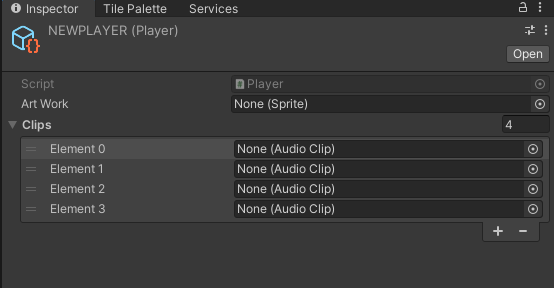 Inspector Tile Palette Services
NEWPLAYER (Player)
Open
Script Player
Art Work None (Sprite)
Clips 4
Element 0 None (Audio Clip)
Element 1 None (Audio Clip)
Element 2 None (Audio Clip)
Element 3 None (Audio Clip)